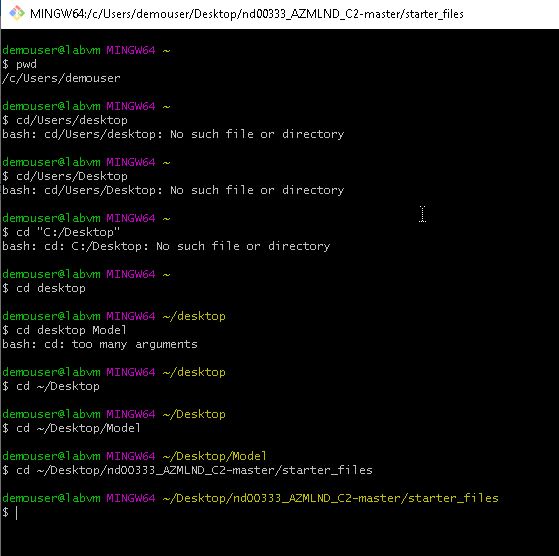 MINGW64:/c/Users/demouser/Desktop/nd00333_AZMLND_C2-master/starter_files
demouser@labvm MINGW64 ~
$ pwd
/c/Users/demouser
demouser@labvm MINGW64 ~
$ cd/Users/desktop
bash: cd/Users/desktop: No such file or directory
demouser@labvm MINGW64 ~
$ cd/Users/Desktop
bash: cd/Users/Desktop: No such file or directory
demouser@labvm MINGW64 ~
$ cd "C:/Desktop"
bash: cd: C:/Desktop: No such file or directory
demouser@labvm MINGW64 ~
$ cd desktop
demouser@labvm MINGW64 ~/desktop
$ cd desktop Model
bash: cd: too many arguments
demouser@labvm MINGW64 ~/desktop
$ cd ~/Desktop
demouser@labvm MINGW64 ~/Desktop
$ cd ~/Desktop/Model
demouser@labvm MINGW64 ~/Desktop/Model
$ cd ~/Desktop/nd00333_AZMLND_C2-master/starter_files
demouser@labvm MINGW64 ~/Desktop/nd00333_AZMLND_C2-master/starter_files
$